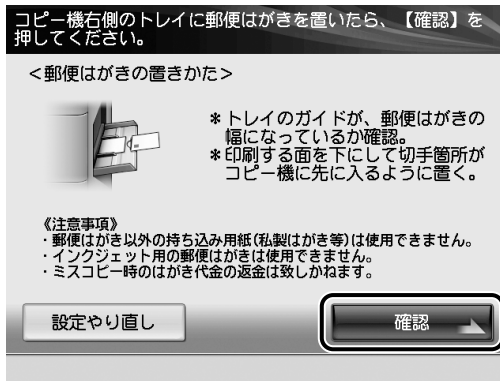 コピー機右側のトレイに郵便はがきを置いたら、【確認】を
押してください。
＜郵便はがきの置きかた＞
＊トレイのガイドが、郵便はがきの
幅になっているか確認。
＊印刷する面を下にして切手箇所が
コピー機に先に入るように置く。
《注意事項》
・郵便はがき以外の持ち込み用紙(私製はがき等)は使用できません。
・インクジェット用の郵便はがきは使用できません。
・ミスコピー時のはがき代金の返金は致しかねます。
設定やり直し
確認